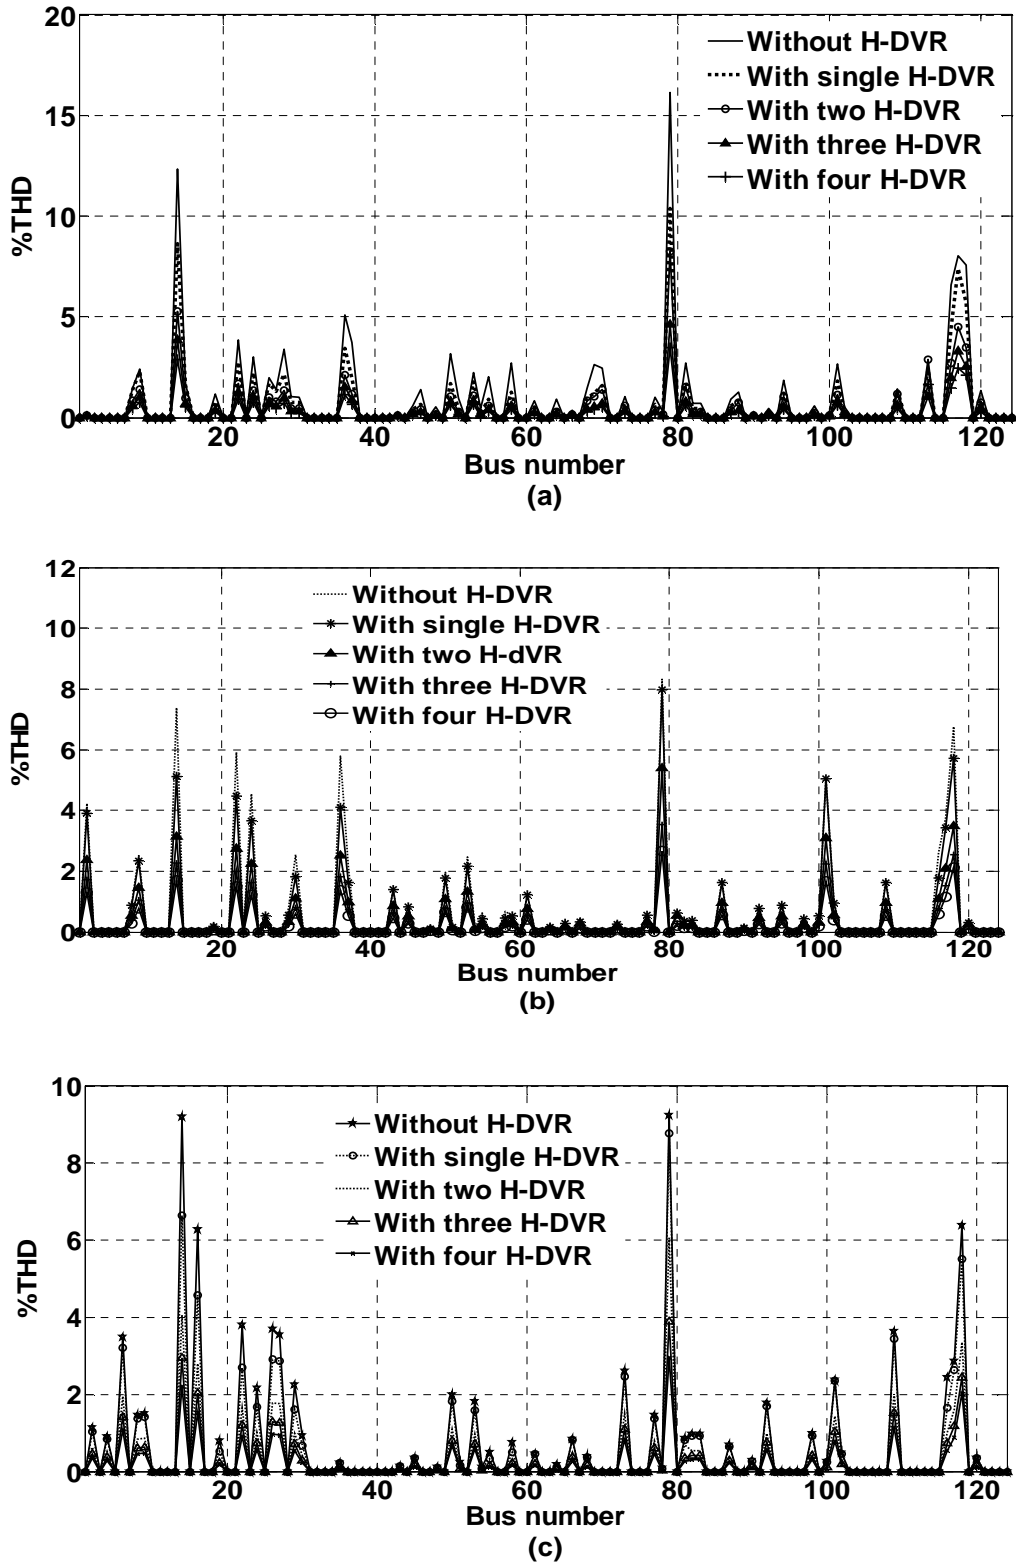 20
15
10
5
0
%THD
Without H-DVR
With single H-DVR
With two H-DVR
With three H-DVR
With four H-DVR
20 40 60 80 100 120
Bus number
(a)
12
10
8
6
4
2
0
%THD
Without H-DVR
With single H-DVR
With two H-dVR
With three H-DVR
With four H-DVR
20 40 60 80 100 120
Bus number
(b)
10
8
6
4
2
0
%THD
Without H-DVR
With single H-DVR
With two H-DVR
With three H-DVR
With four H-DVR
20 40 60 80 100 120
Bus number
(c)